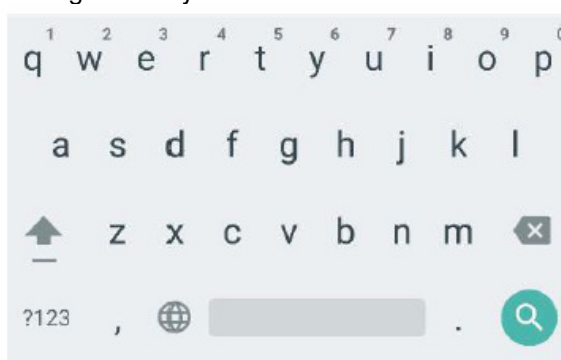 1 2 3 4 5 6 7 8 9
q w e r t y u i o p
a s d f g h j k l
z x c v b n m
?123 , .